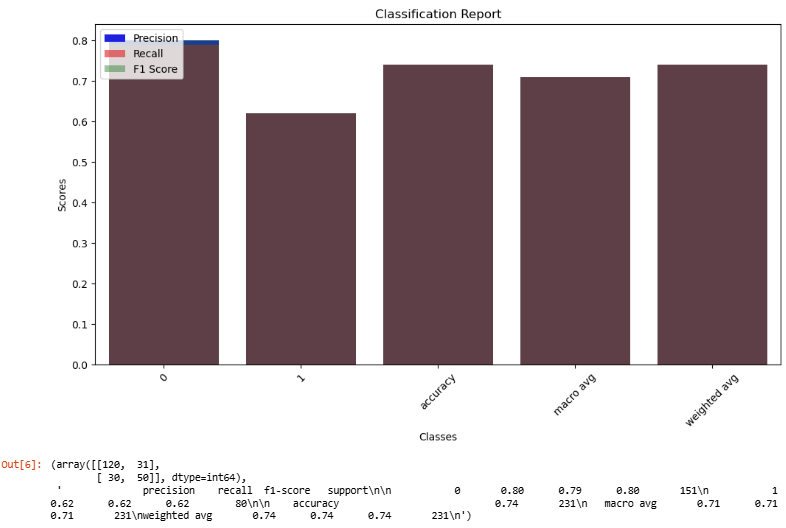 Classification Report
Precision
Recall
F1 Score
0.8
0.7
0.6
0.5
0.4
0.3
0.2
0.1
0.0
Scores
0
1
accuracy
macro avg
weighted avg
Classes
Out[6]: (array([[120, 31],
[ 30, 50]], dtype=int64),
' precision recall f1-score support\n\n 0 0.80 0.79 0.80 151\n 1
0.62 0.62 0.62 80\n\n accuracy 0.74 231\n macro avg 0.71 0.71
0.71 231\nweighted avg 0.74 0.74 0.74 231\n')